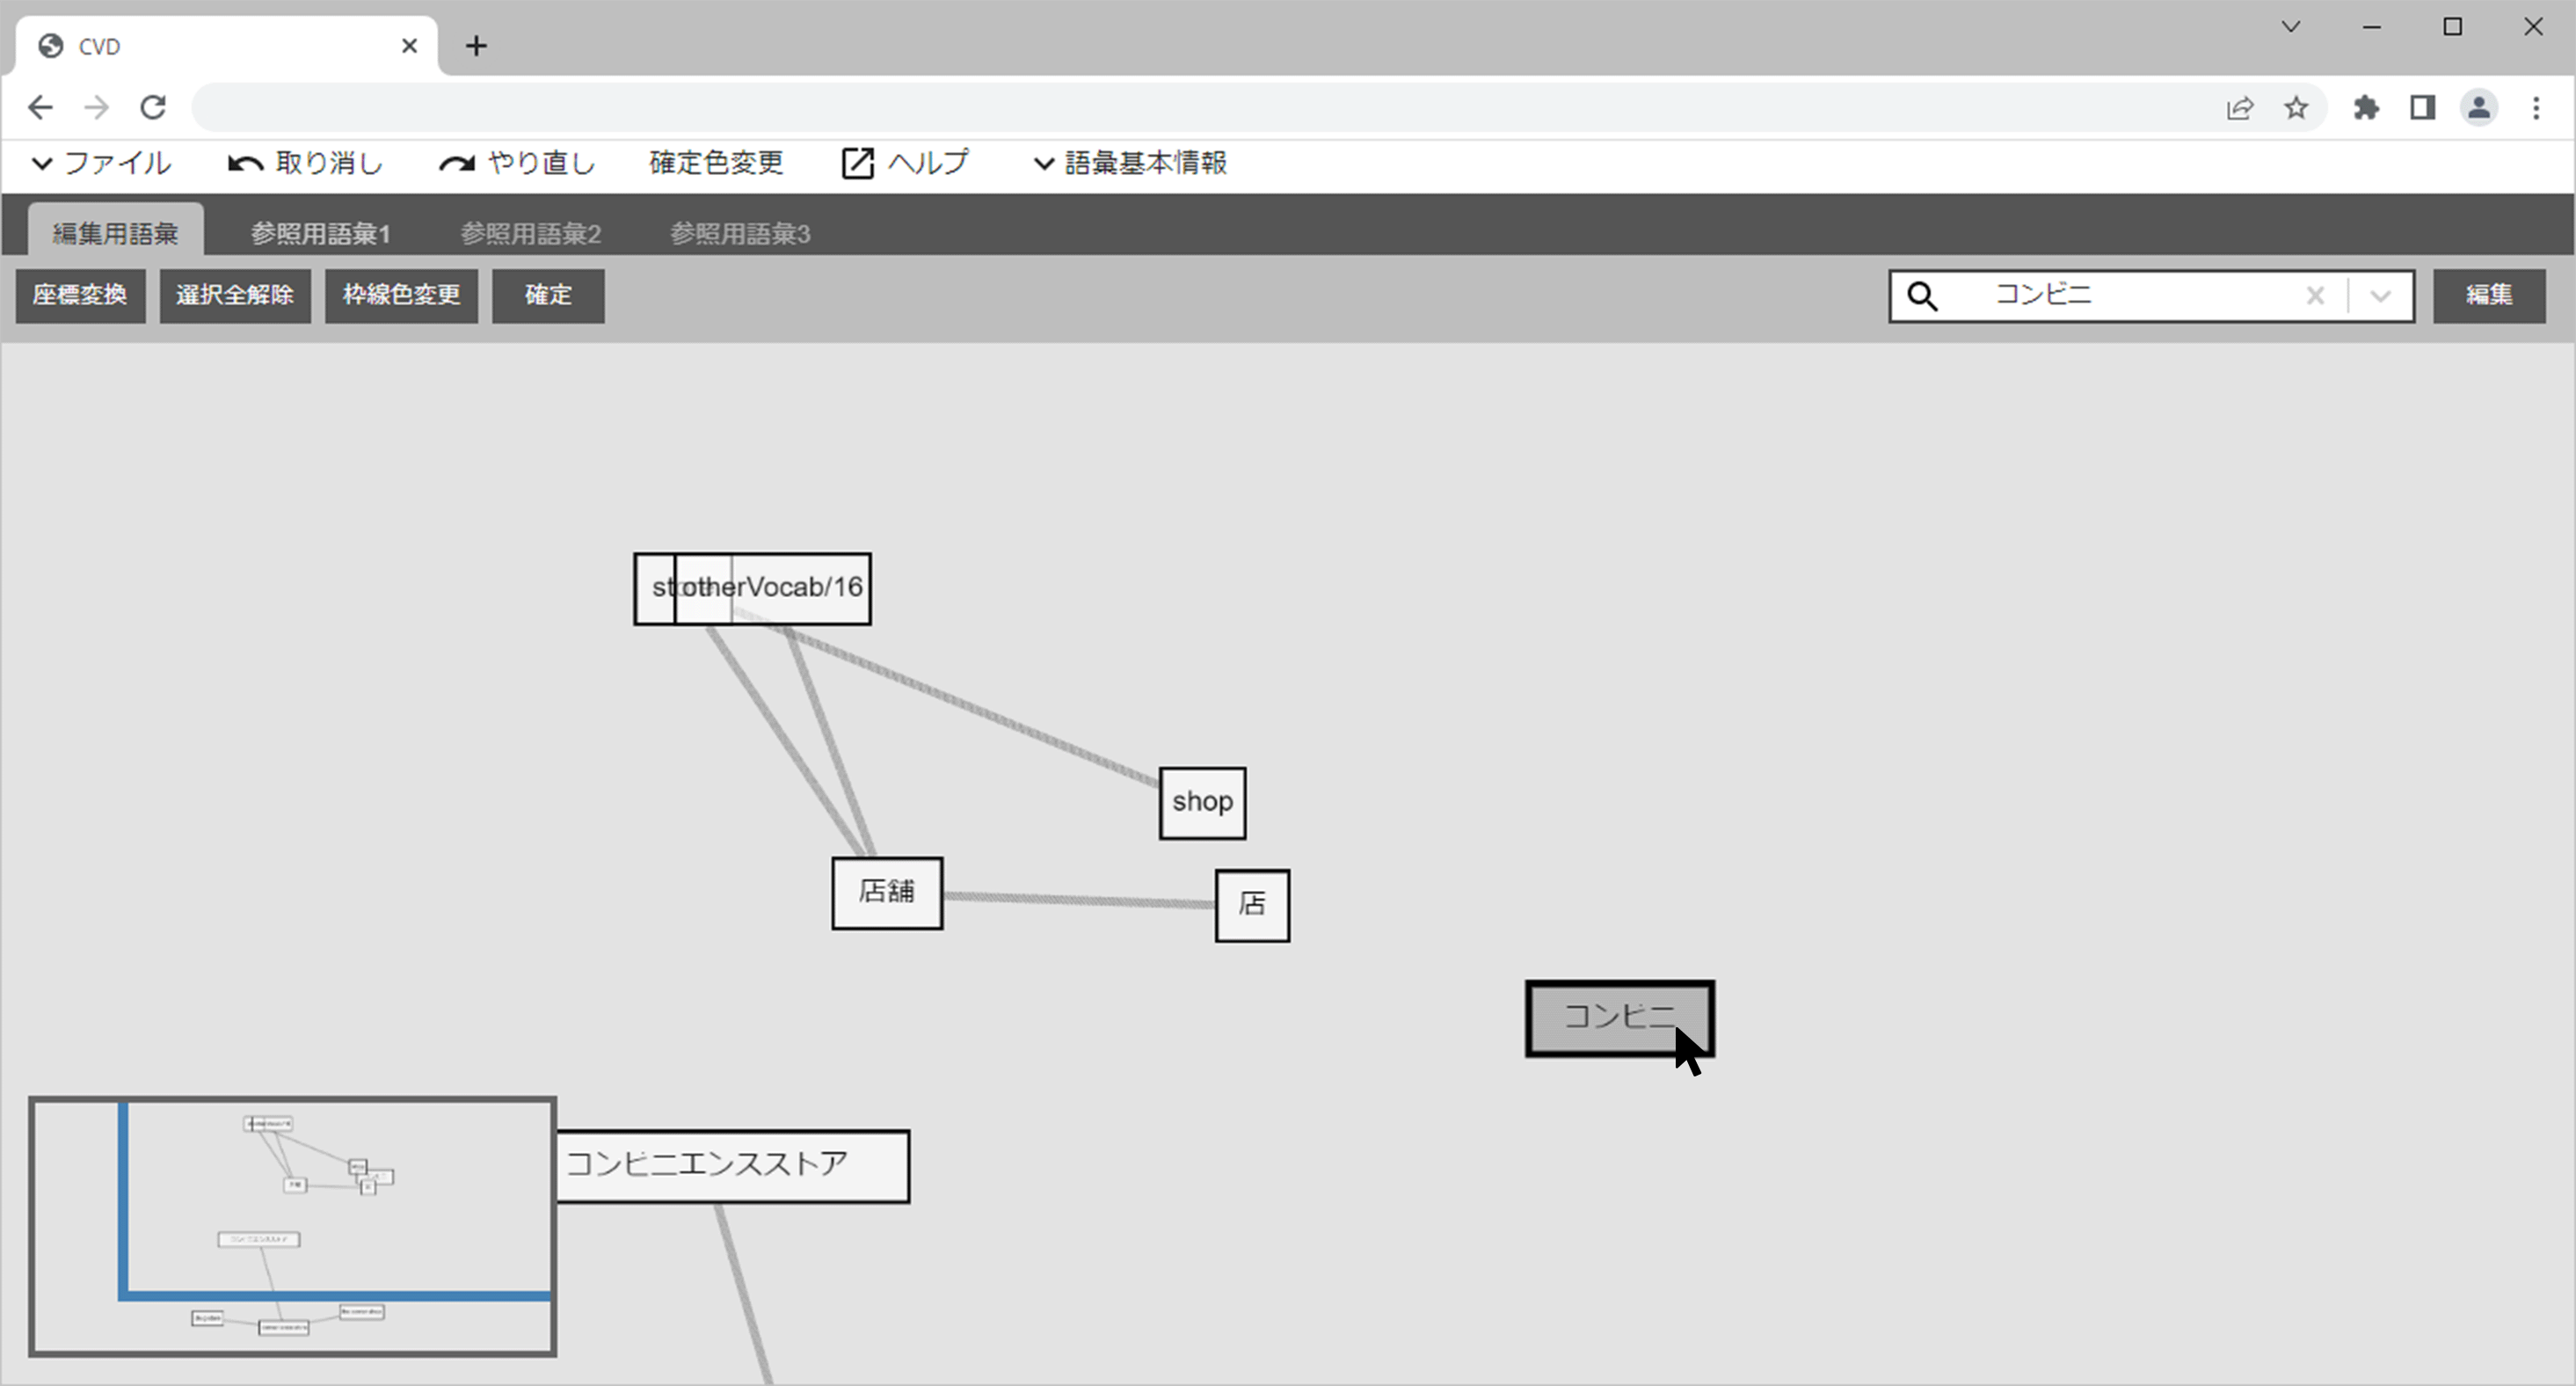 CVD
ファイル 取り消し やり直し 確定色変更 ヘルプ 語彙基本情報
編集用語彙 参照用語彙1 参照用語彙2 参照用語彙3
座標変換 選択全解除 枠線色変更 確定 コンビニ 編集
otherVocab/16
shop
店舗
店
コンビニ
コンビニエンスストア